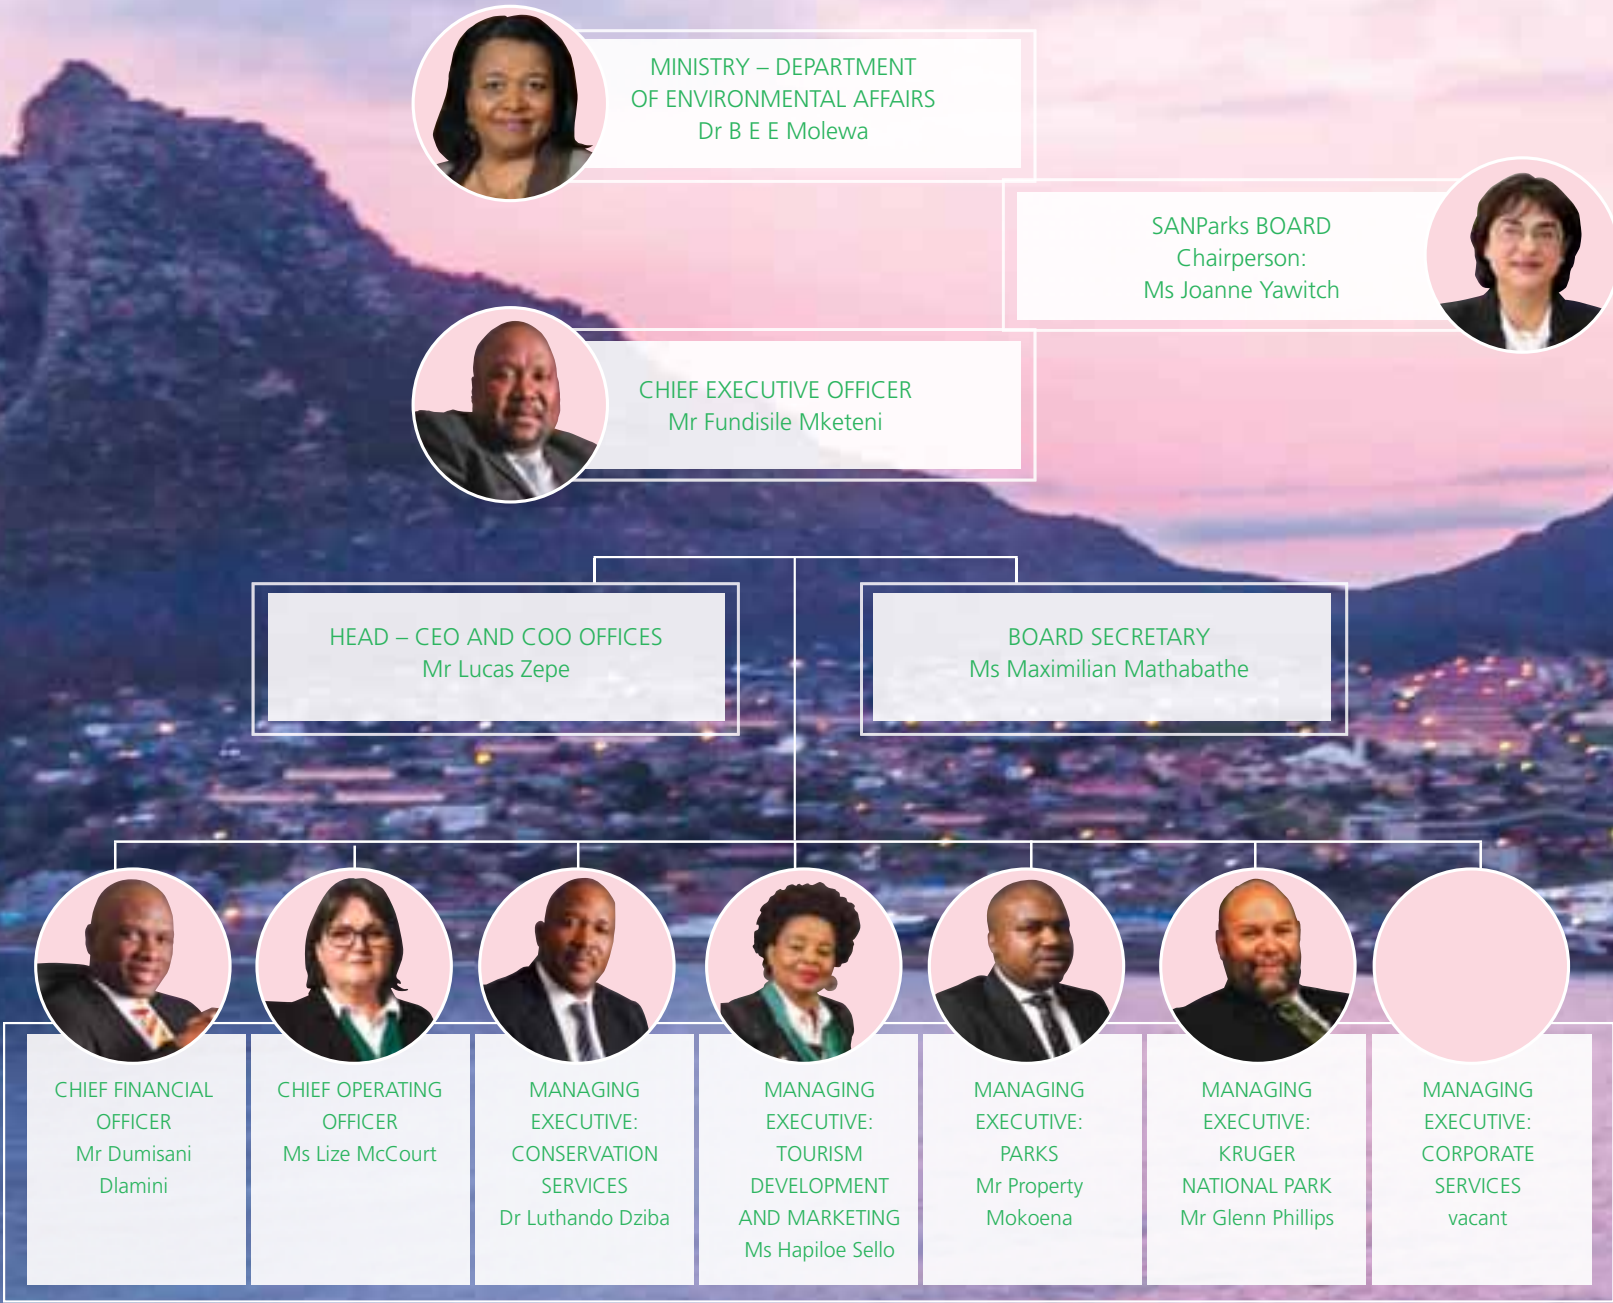 MINISTRY – DEPARTMENT
OF ENVIRONMENTAL AFFAIRS
Dr B E E Molewa
SANParks BOARD
Chairperson:
Ms Joanne Yawitch
CHIEF EXECUTIVE OFFICER
Mr Fundisile Mketeni
HEAD – CEO AND COO OFFICES
Mr Lucas Zepe
BOARD SECRETARY
Ms Maximilian Mathabathe
CHIEF FINANCIAL
OFFICER
Mr Dumisani
Dlamini
CHIEF OPERATING
OFFICER
Ms Lize McCourt
MANAGING
EXECUTIVE:
CONSERVATION
SERVICES
Dr Luthando Dziba
MANAGING
EXECUTIVE:
TOURISM
DEVELOPMENT
AND MARKETING
Ms Hapiloe Sello
MANAGING
EXECUTIVE:
PARKS
Mr Property
Mokoena
MANAGING
EXECUTIVE:
KRUGER
NATIONAL PARK
Mr Glenn Phillips
MANAGING
EXECUTIVE:
CORPORATE
SERVICES
vacant